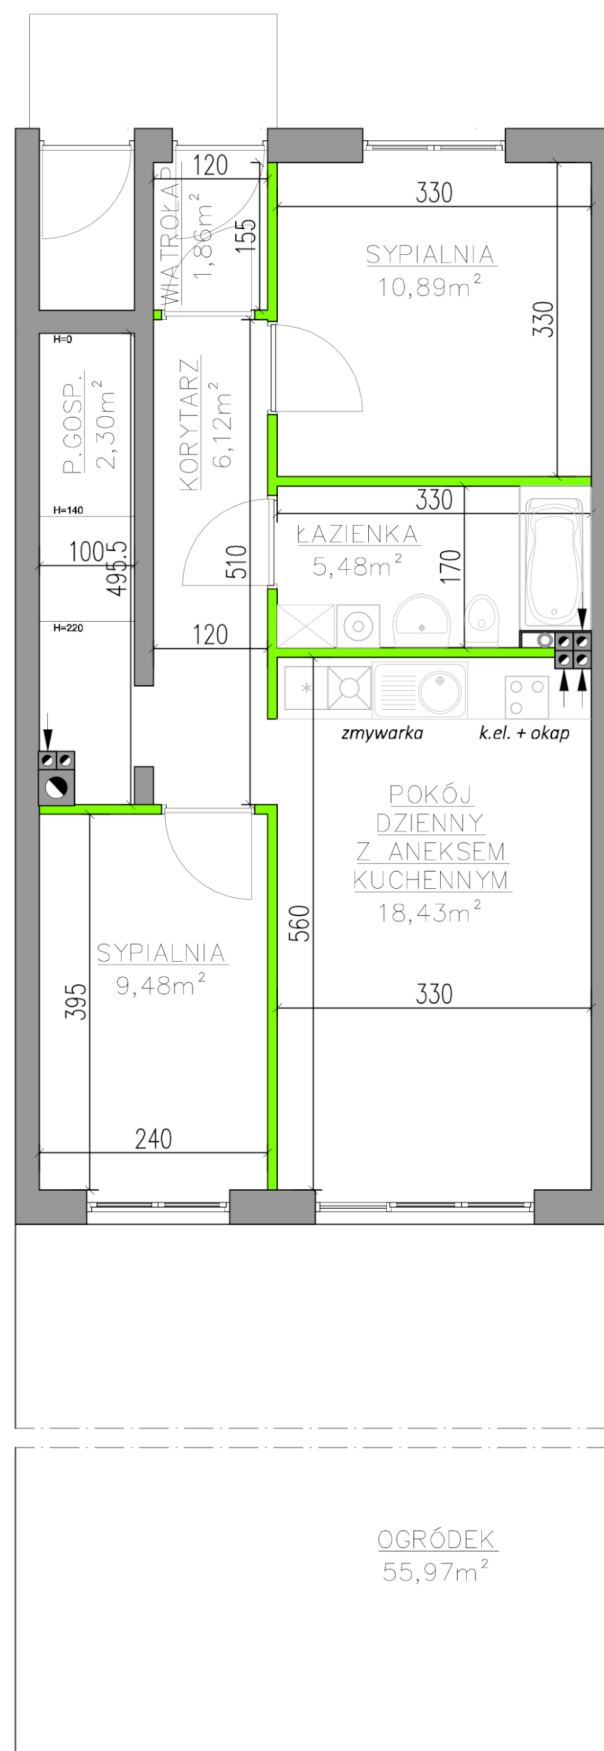 120
WIATROŁAP
1,86m²
155
330
SYPIALNIA
10,89m²
330
H=0
P.GOSP.
2,30m²
KORYTARZ
6,12m²
H=140
100
495.5
510
330
ŁAZIENKA
5,48m²
170
H=220
120
*
zmywarka
k.el. + okap
POKÓJ
DZIENNY
Z ANEKSEM
KUCHENNYM
18,43m²
560
330
SYPIALNIA
9,48m²
395
240
OGRÓDEK
55,97m²